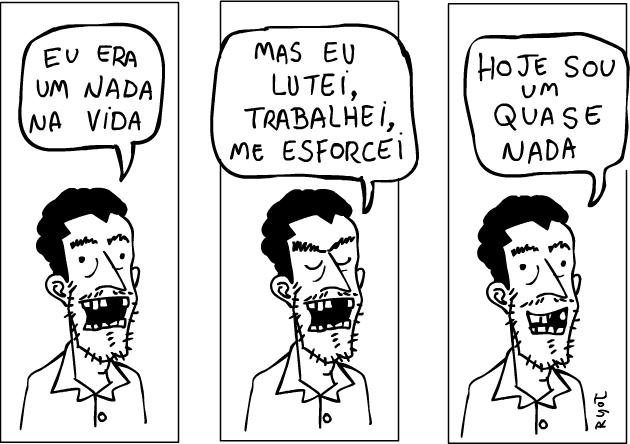 EU ERA
UM NADA
NA VIDA
MAS EU
LUTEI,
TRABALHEI,
ME ESFORCEI
HOJE SOU
UM
QUASE
NADA
RYOT